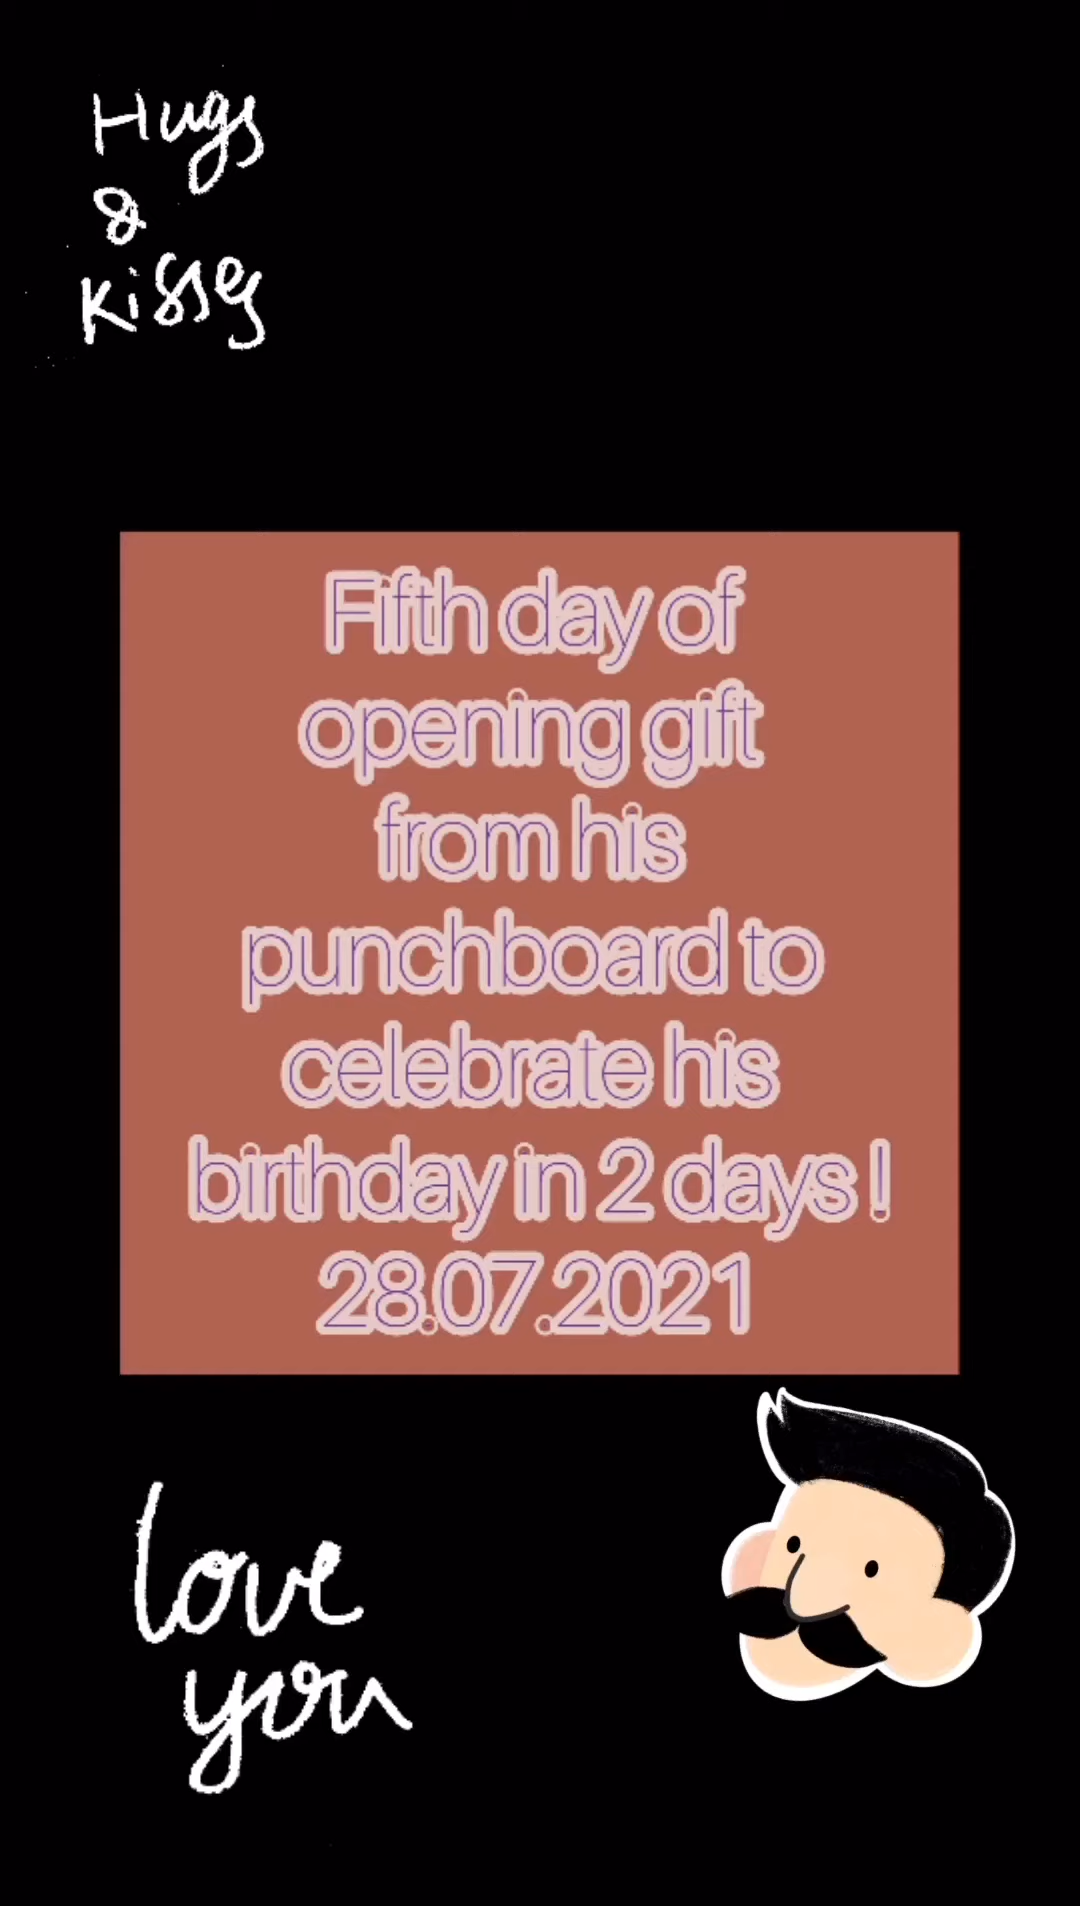 Hugs
&
Kisses
Fifth day of
opening gift
from his
punchboard to
celebrate his
birthday in 2 days !
28.07.2021
love
you